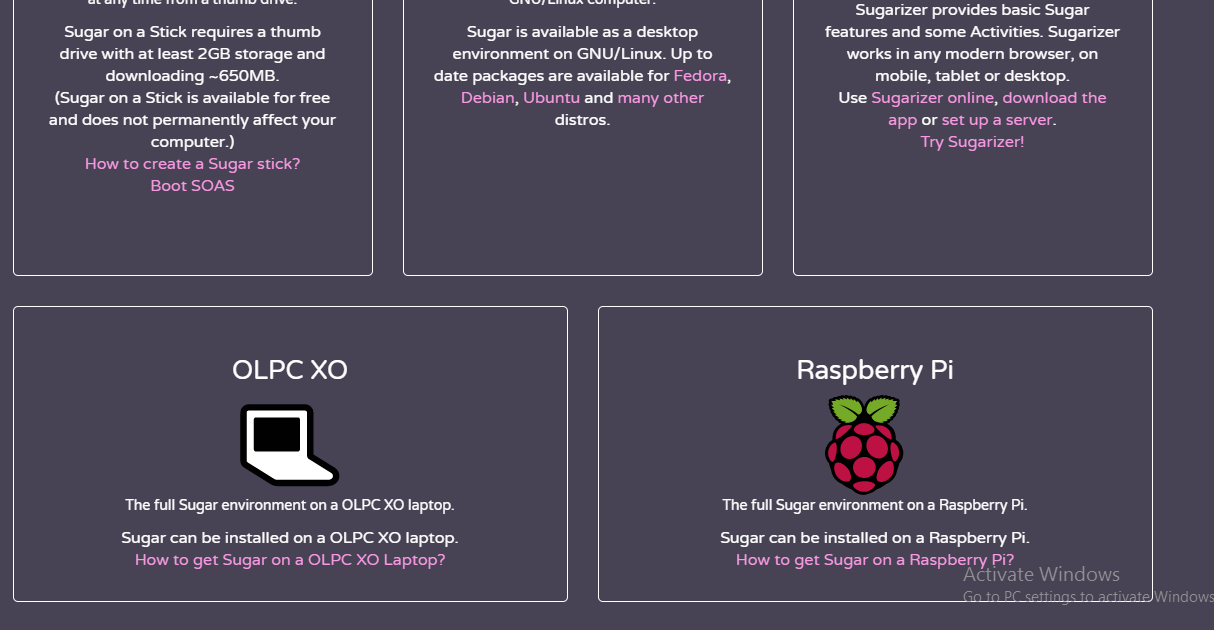 at any time from a thumb drive.
Sugar on a Stick requires a thumb
drive with at least 2GB storage and
downloading ~650MB.
(Sugar on a Stick is available for free
and does not permanently affect your
computer.)
How to create a Sugar stick?
Boot SOAS
GNU/Linux computer.
Sugar is available as a desktop
environment on GNU/Linux. Up to
date packages are available for Fedora,
Debian, Ubuntu and many other
distros.
Sugarizer provides basic Sugar
features and some Activities. Sugarizer
works in any modern browser, on
mobile, tablet or desktop.
Use Sugarizer online, download the
app or set up a server.
Try Sugarizer!
OLPC XO
The full Sugar environment on a OLPC XO laptop.
Sugar can be installed on a OLPC XO laptop.
How to get Sugar on a OLPC XO Laptop?
Raspberry Pi
The full Sugar environment on a Raspberry Pi.
Sugar can be installed on a Raspberry Pi.
How to get Sugar on a Raspberry Pi?
Activate Windows
Go to PC settings to activate Windows